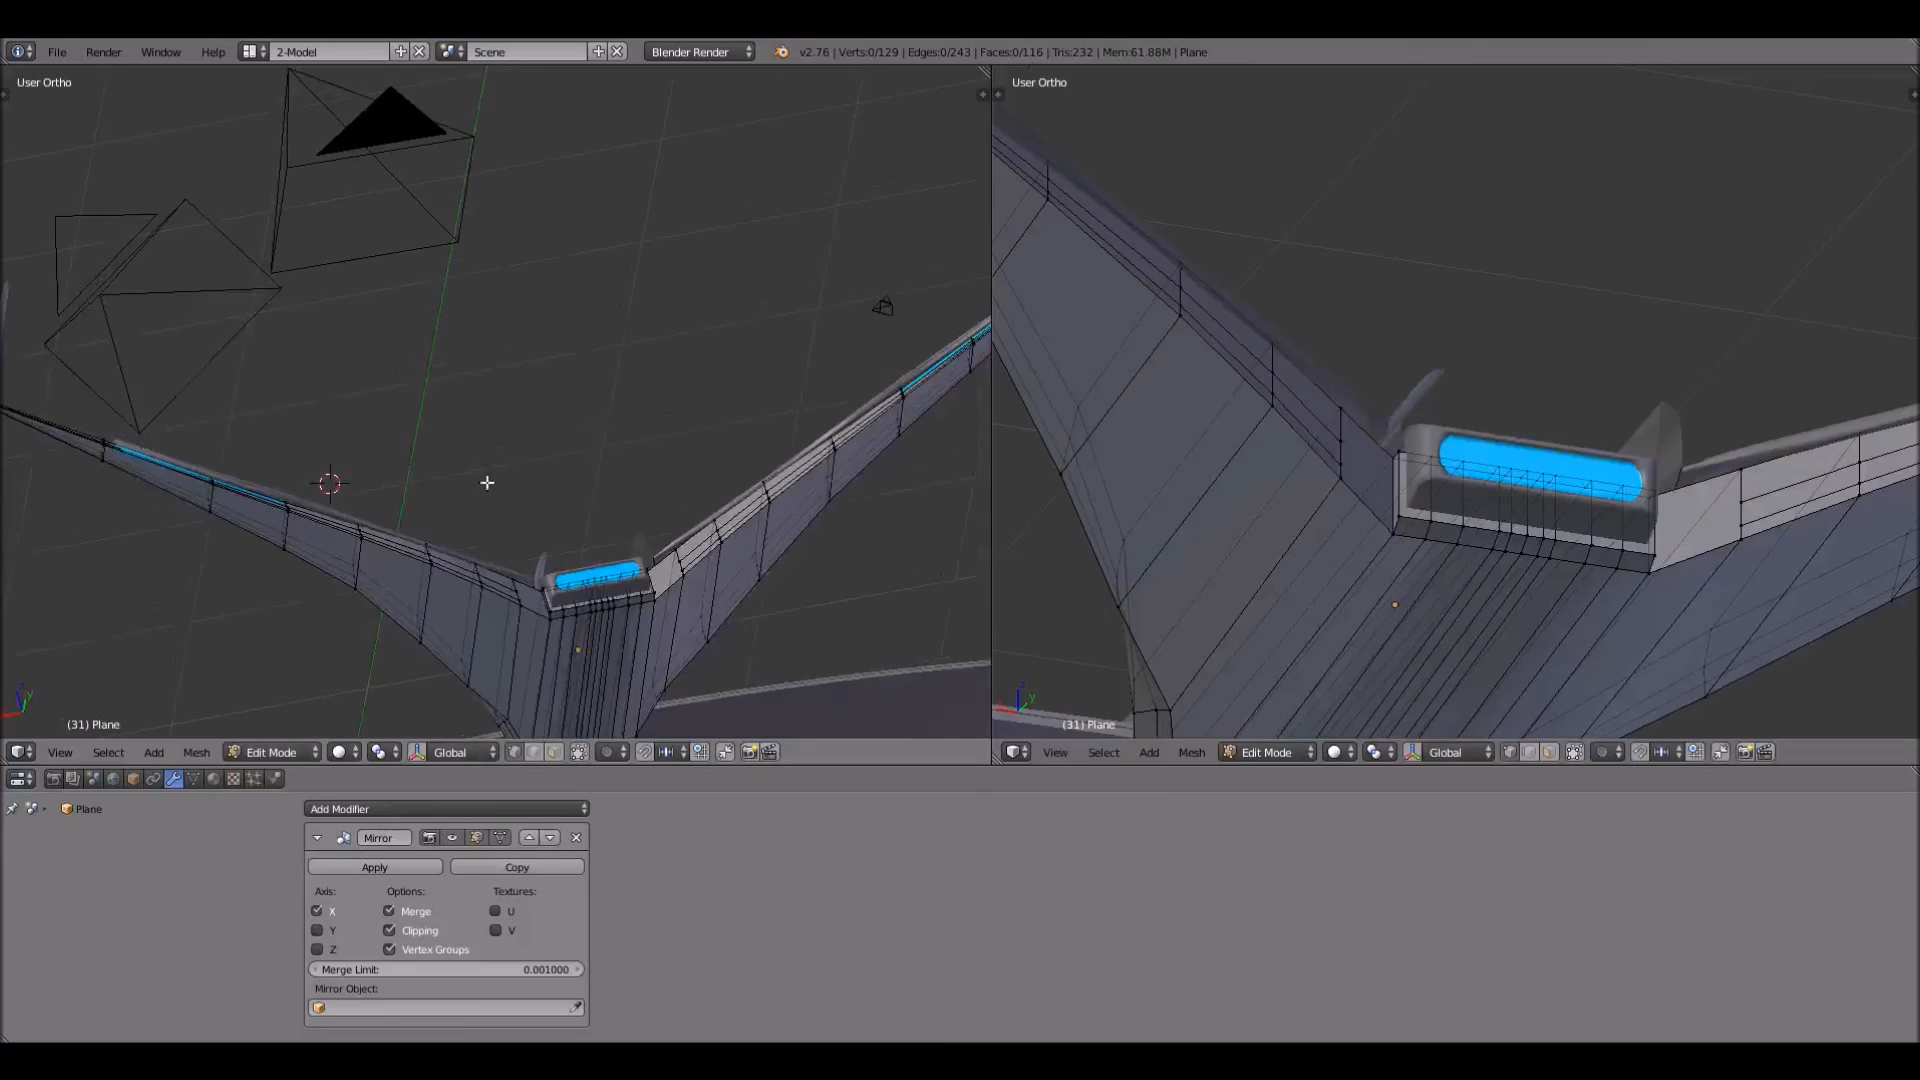 File Render Window Help 2-Model Scene Blender Render v2.76 | Verts:0/129 | Edges:0/243 | Faces:0/116 | Tris:232 | Mem:61.88M | Plane
User Ortho
User Ortho
(31) Plane
(31) Plane
View Select Add Mesh Edit Mode Global
View Select Add Mesh Edit Mode Global
Plane
Add Modifier
Mirror
Apply Copy
Axis: Options: Textures:
X Merge U
Y Clipping V
Z Vertex Groups
Merge Limit: 0.001000
Mirror Object: